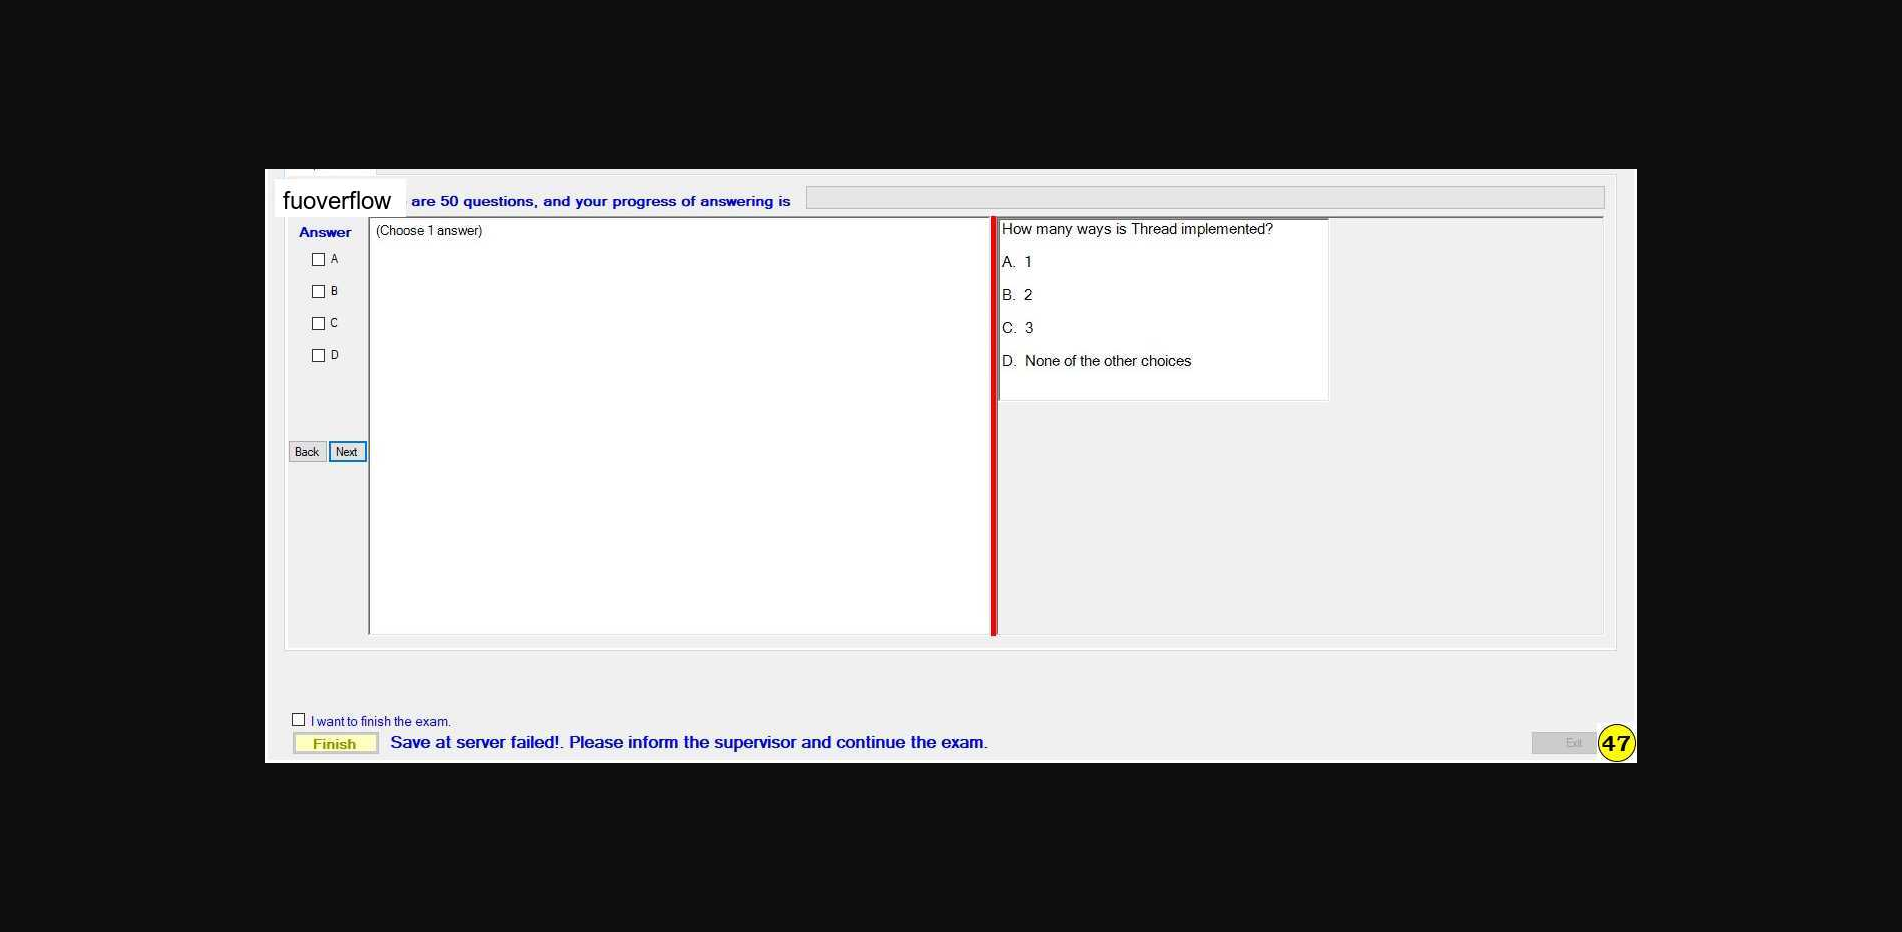 fuoverflow are 50 questions, and your progress of answering is
Answer
A
B
C
D
Back Next
(Choose 1 answer)
How many ways is Thread implemented?
A. 1
B. 2
C. 3
D. None of the other choices
I want to finish the exam.
Finish Save at server failed!. Please inform the supervisor and continue the exam.
Exit 47